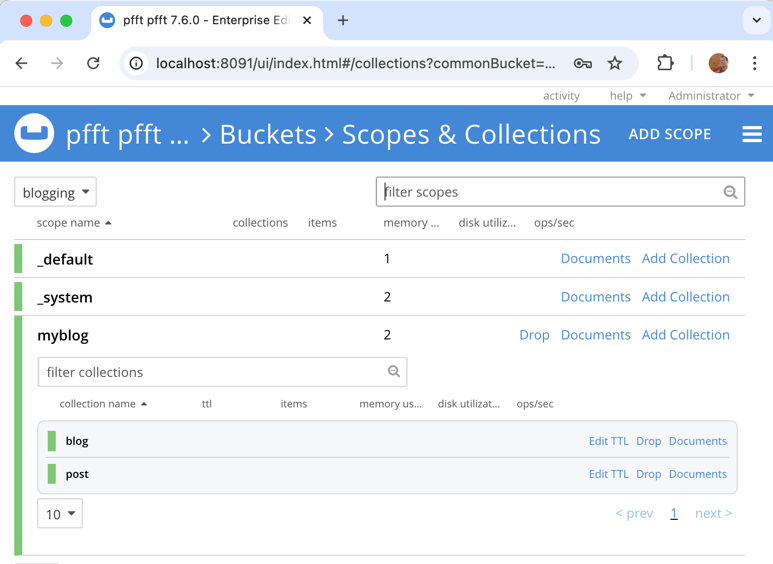 pfft pfft 7.6.0 - Enterprise Edi
localhost:8091/ui/index.html#/collections?commonBucket=...
activity help Administrator
pfft pfft ... > Buckets > Scopes & Collections ADD SCOPE
blogging filter scopes
scope name collections items memory ... disk utiliz... ops/sec
_default 1 Documents Add Collection
_system 2 Documents Add Collection
myblog 2 Drop Documents Add Collection
filter collections
collection name ttl items memory us... disk utilizat... ops/sec
blog Edit TTL Drop Documents
post Edit TTL Drop Documents
10 < prev 1 next >